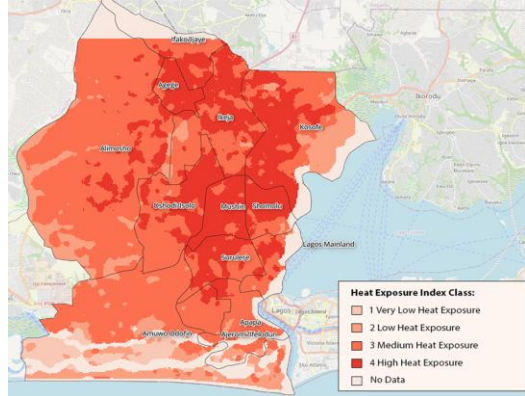 Ifako/Ijaye
Agege
Ikeja
Kosofe
Ikorodu
Alimosho
Oshodi/Isolo
Mushin
Shomolu
Lagos Mainland
Surulere
Apapa
Lagos
Amuwo Odofin
Ajeromi/Ifelodun
Heat Exposure Index Class:
1 Very Low Heat Exposure
2 Low Heat Exposure
3 Medium Heat Exposure
4 High Heat Exposure
No Data